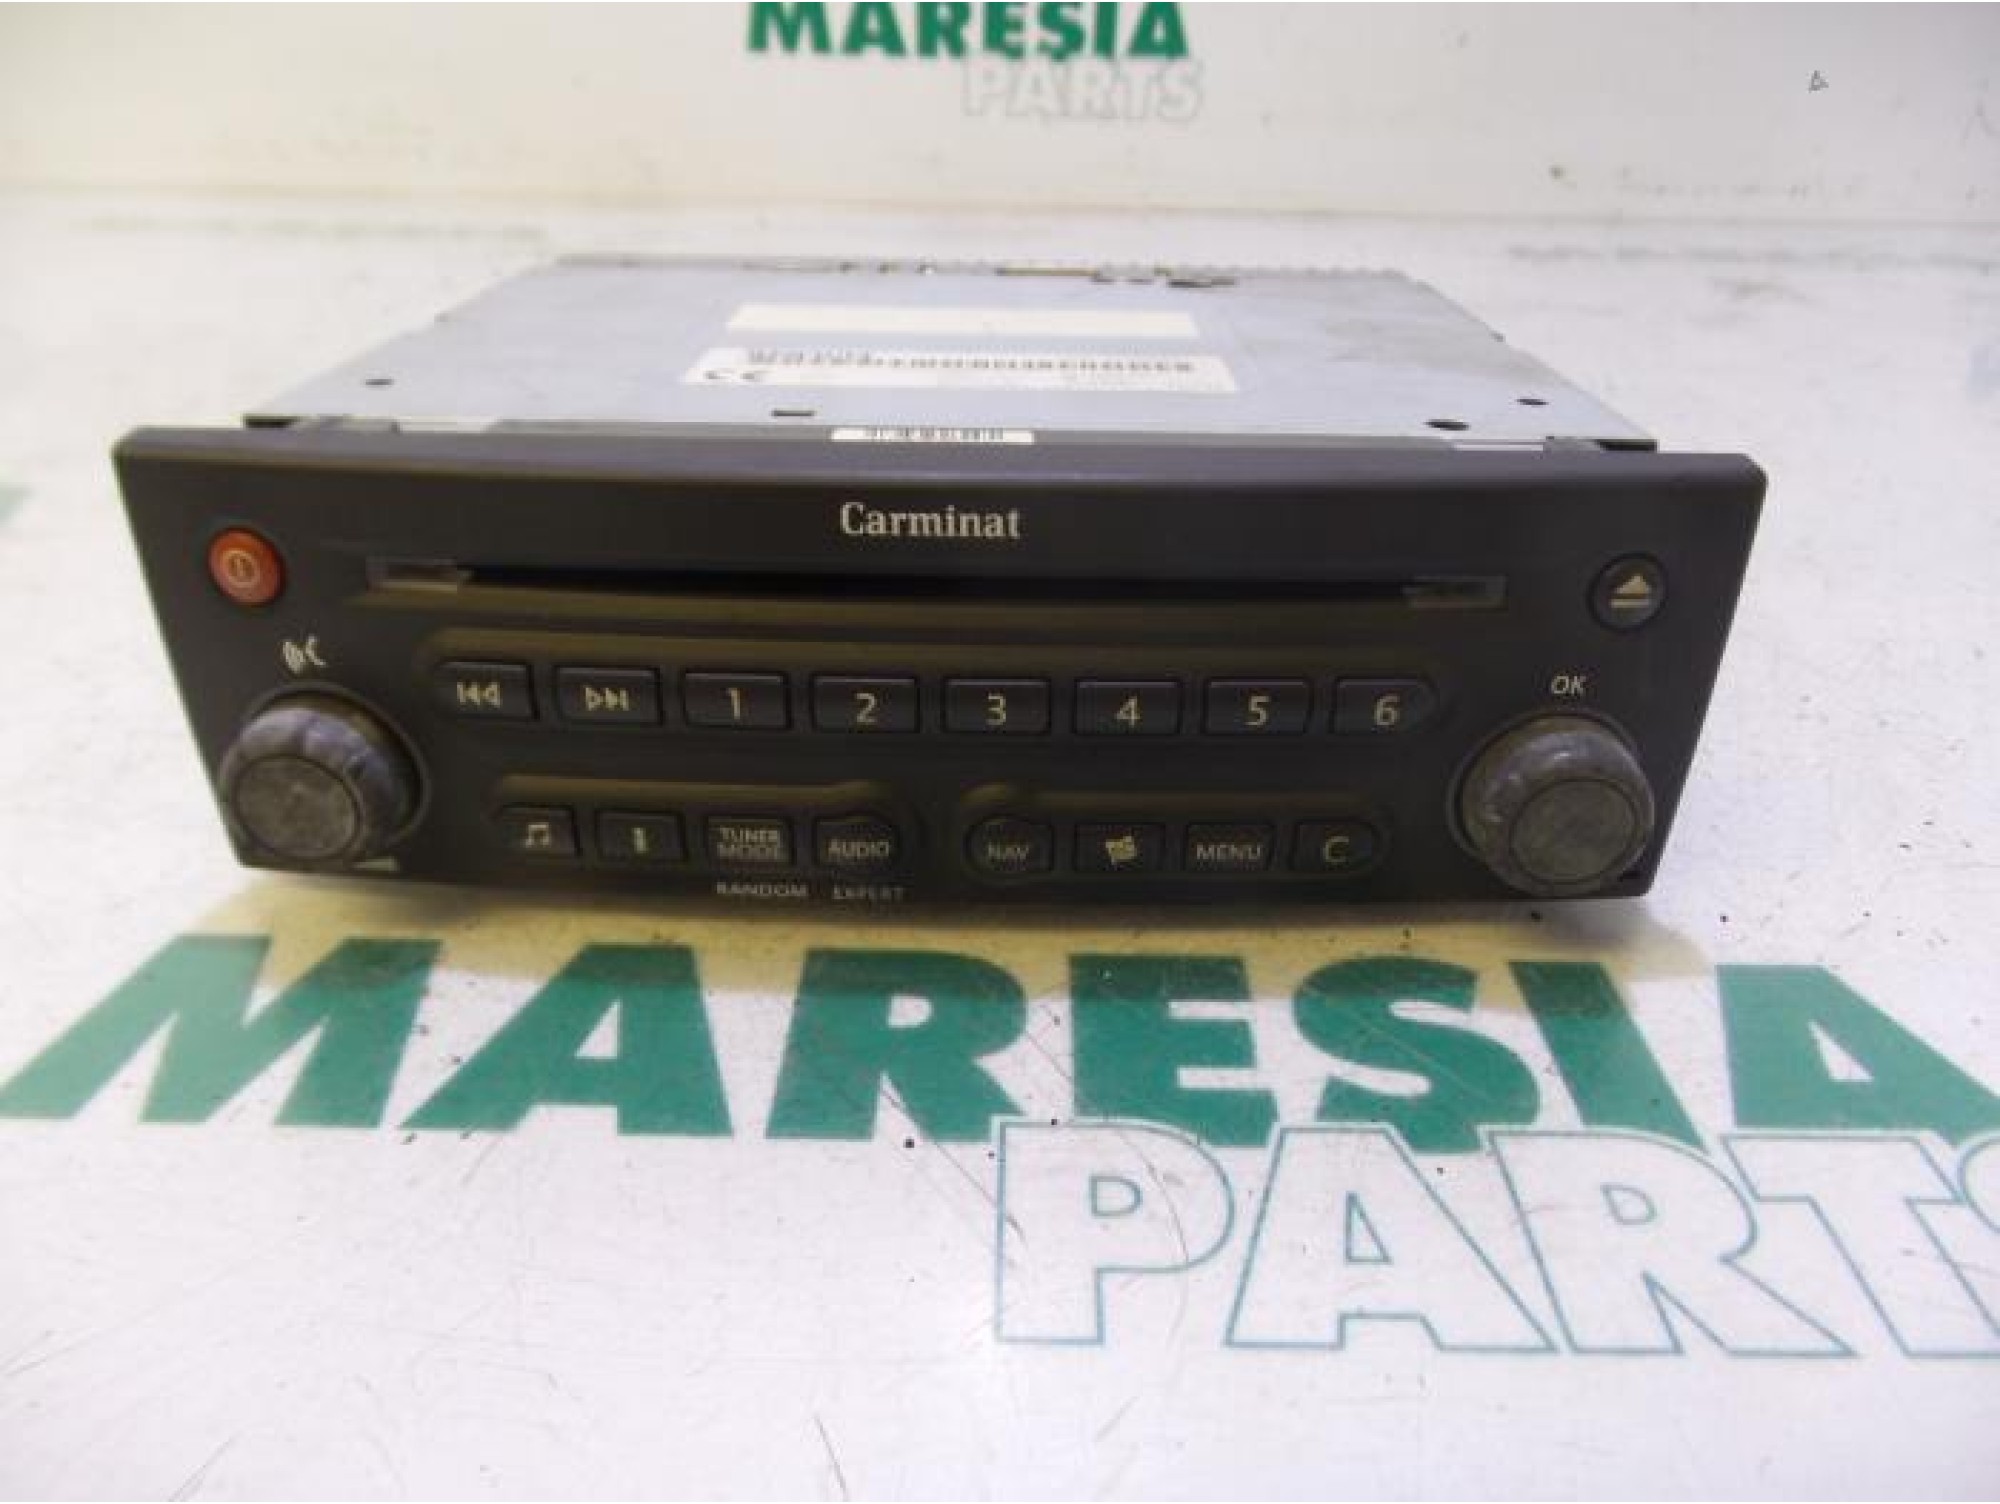 MARESIA
PARTS
CE
Carminat
OK
1 2 3 4 5 6
TUNER MODE AUDIO NAV MENU C
RANDOM EXPERT
MARESIA
PARTS